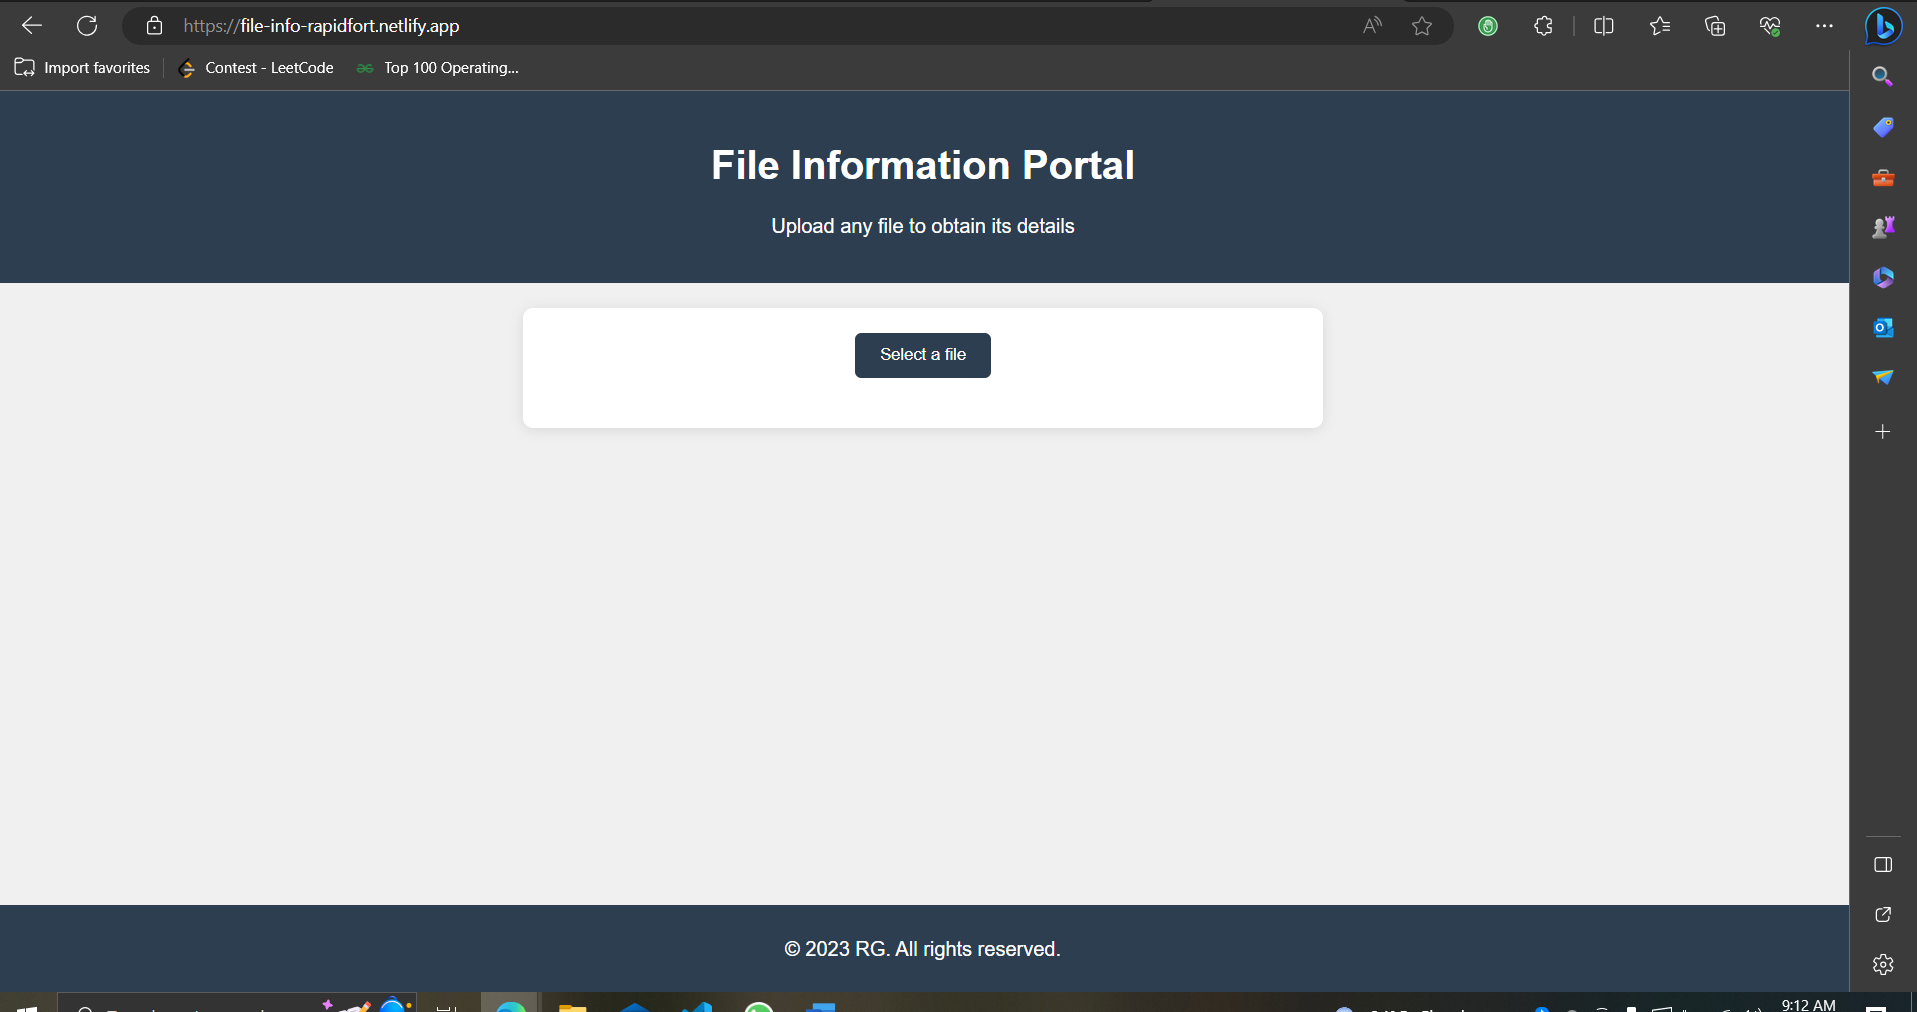 https://file-info-rapidfort.netlify.app
Import favorites
Contest - LeetCode
Top 100 Operating...
File Information Portal
Upload any file to obtain its details
Select a file
© 2023 RG. All rights reserved.
9:12 AM